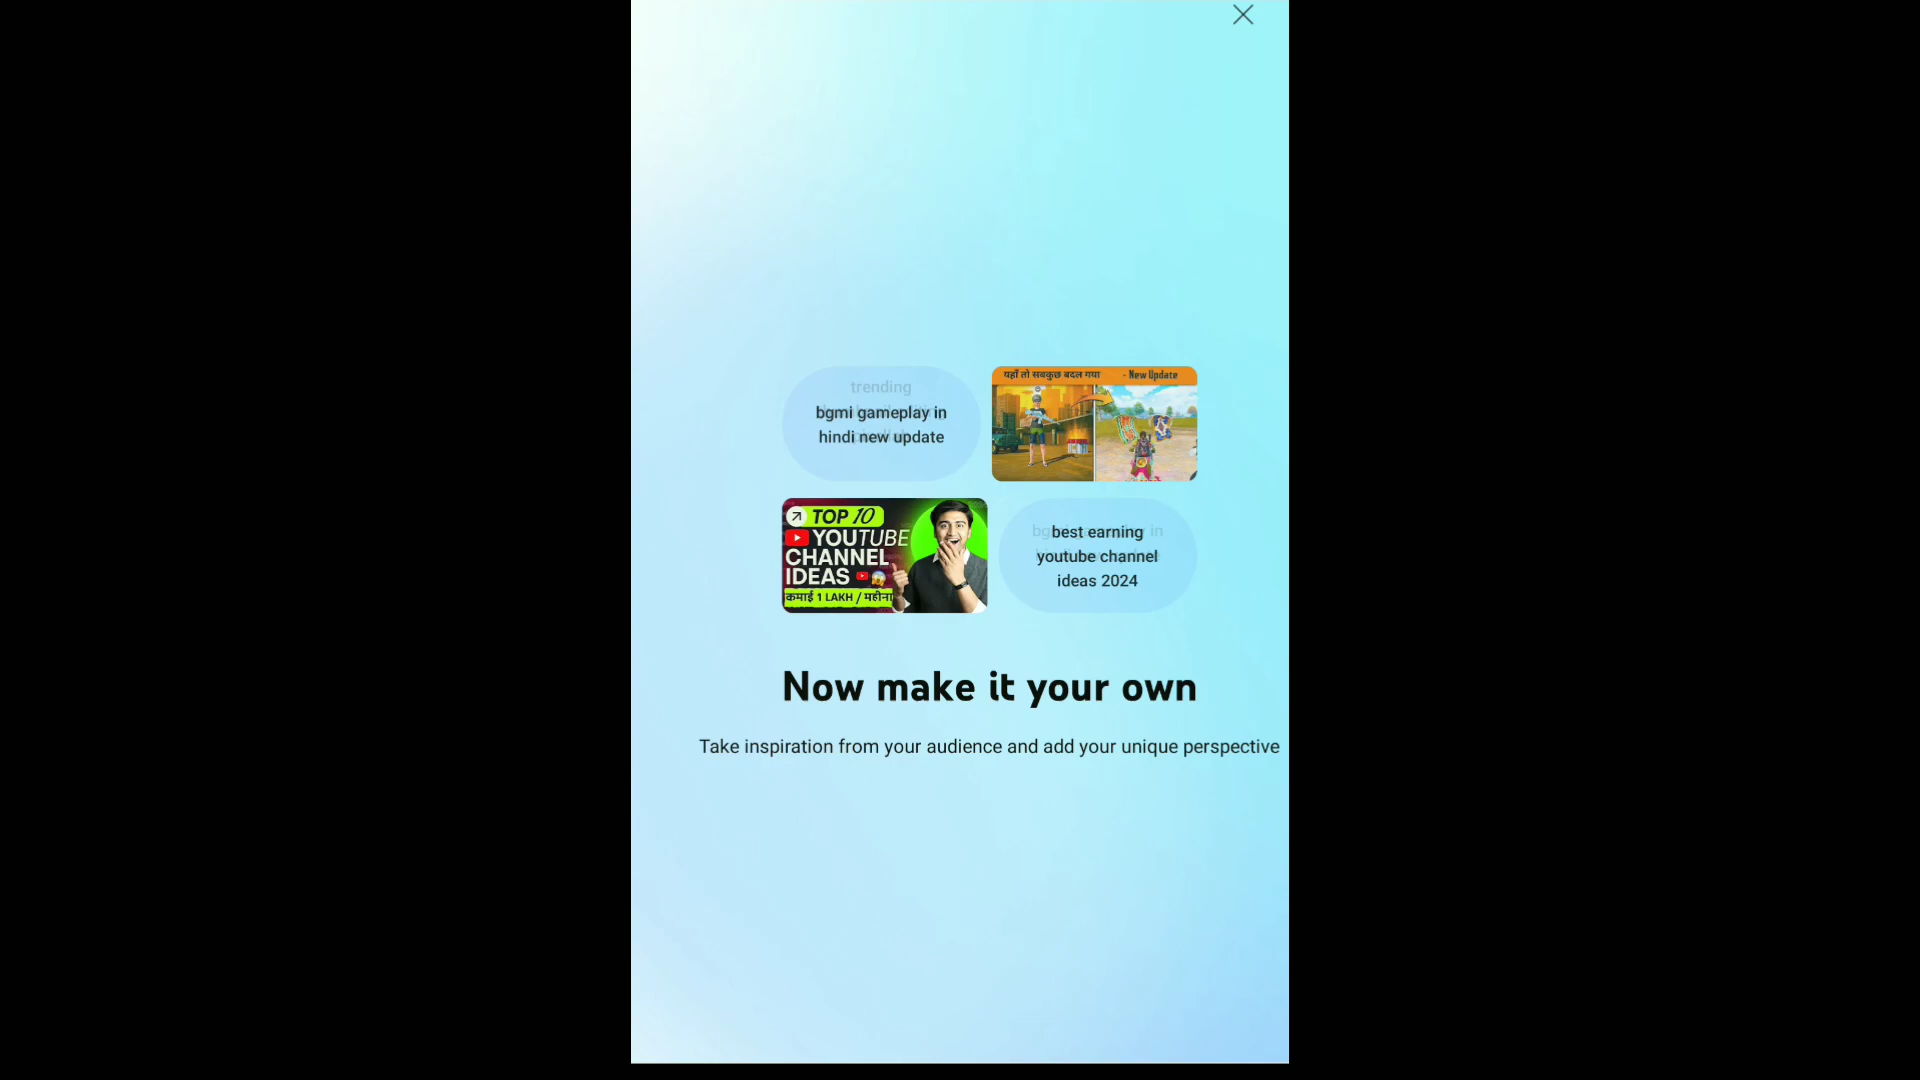 trending
bgmi gameplay in
hindi new update
यहाँ तो सबकुछ बदल गया - New Update
TOP 10
YOUTUBE
CHANNEL
IDEAS
कमाई 1 LAKH / महीना
best earning
youtube channel
ideas 2024
Now make it your own
Take inspiration from your audience and add your unique perspective